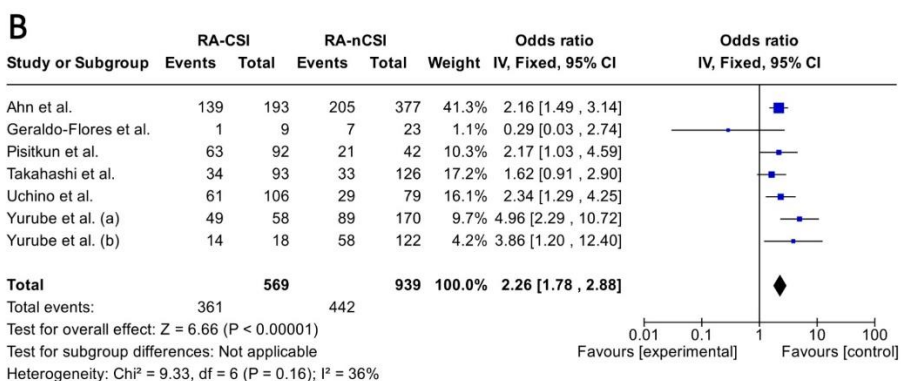 B
RA-CSI RA-nCSI Odds ratio Odds ratio
Study or Subgroup Events Total Events Total Weight IV, Fixed, 95% CI IV, Fixed, 95% CI
Ahn et al. 139 193 205 377 41.3% 2.16 [1.49 , 3.14]
Geraldo-Flores et al. 1 9 7 23 1.1% 0.29 [0.03 , 2.74]
Pisitkun et al. 63 92 21 42 10.3% 2.17 [1.03 , 4.59]
Takahashi et al. 34 93 33 126 17.2% 1.62 [0.91 , 2.90]
Uchino et al. 61 106 29 79 16.1% 2.34 [1.29 , 4.25]
Yurube et al. (a) 49 58 89 170 9.7% 4.96 [2.29 , 10.72]
Yurube et al. (b) 14 18 58 122 4.2% 3.86 [1.20 , 12.40]
Total 569 939 100.0% 2.26 [1.78 , 2.88]
Total events: 361 442
Test for overall effect: Z = 6.66 (P < 0.00001)
0.01 0.1 1 10 100
Test for subgroup differences: Not applicable
Favours [experimental] Favours [control]
Heterogeneity: Chi² = 9.33, df = 6 (P = 0.16); I² = 36%